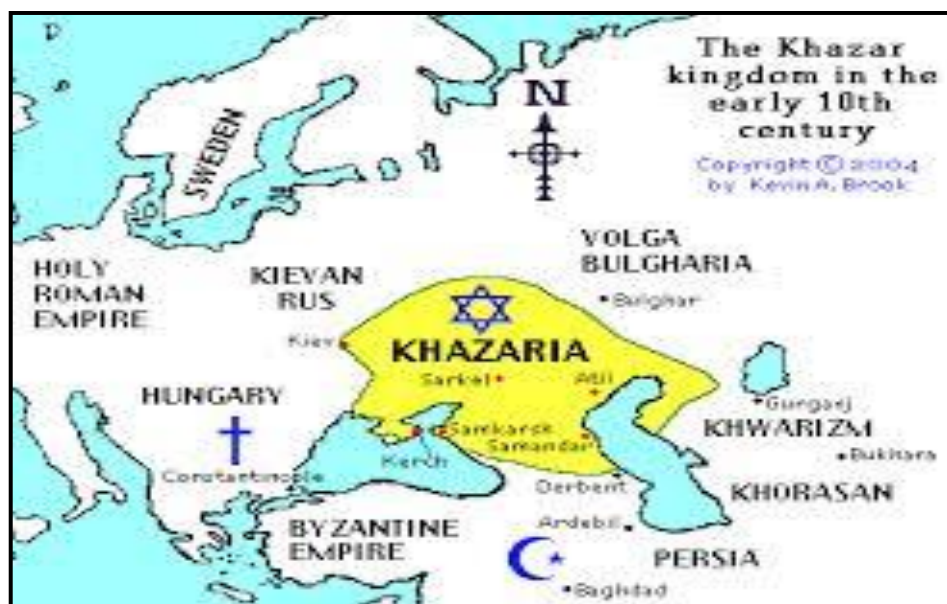 The Khazar
kingdom in the
early 10th
century
Copyright © 2004
by Kevin A. Brook
N
SWEDEN
HOLY
ROMAN
EMPIRE
KIEVAN
RUS
VOLGA
BULGHARIA
Bulghar
Kiev
KHAZARIA
Sarkel
Atil
HUNGARY
Gurganj
KHWARIZM
Samkarsh
Samandar
Kerch
Bukhara
Constantinople
Derbent
KHORASAN
BYZANTINE
EMPIRE
Ardebil
PERSIA
Baghdad